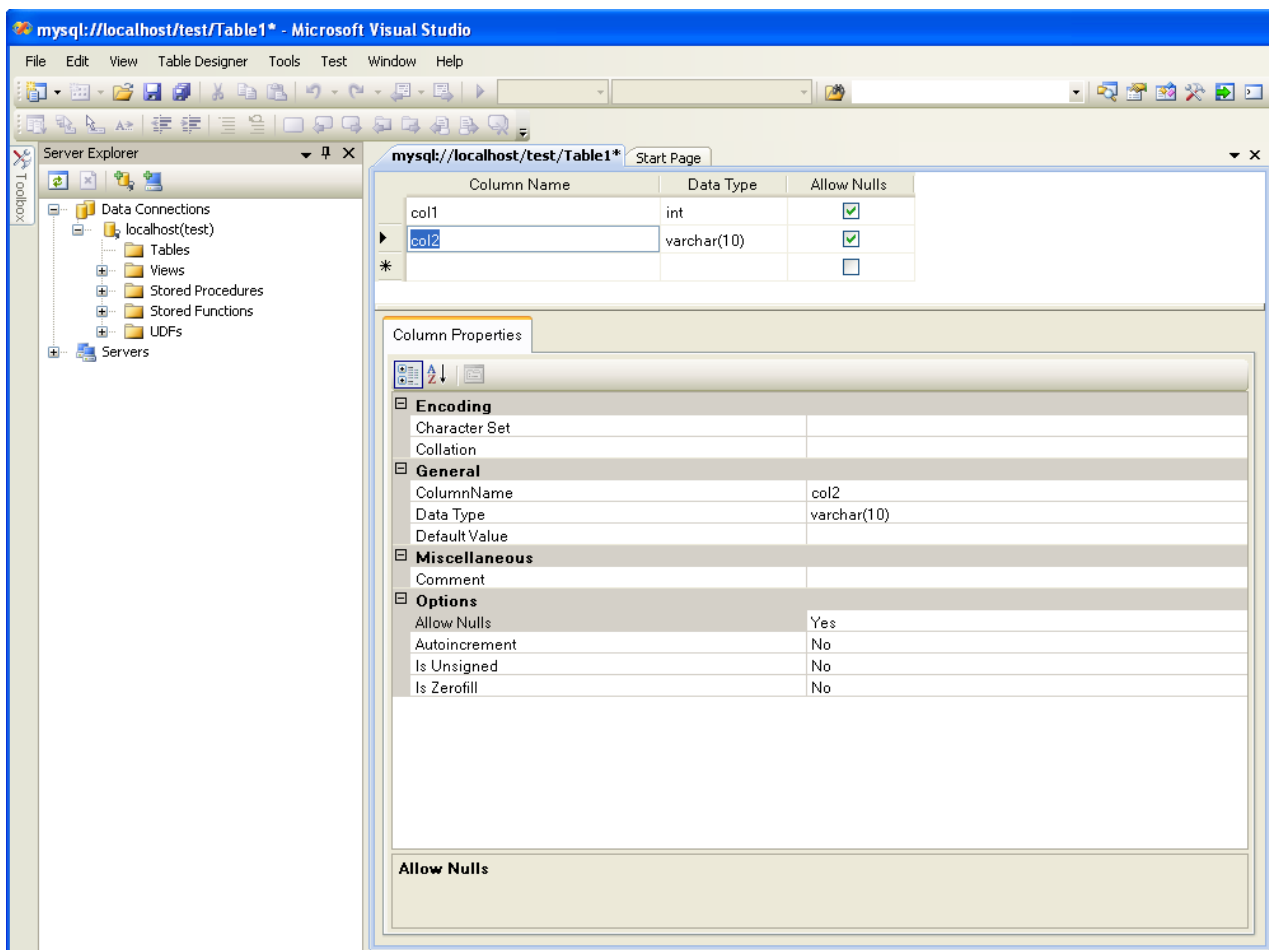 mysql://localhost/test/Table1* - Microsoft Visual Studio
File Edit View Table Designer Tools Test Window Help
Toolbox
Server Explorer
Data Connections
localhost(test)
Tables
Views
Stored Procedures
Stored Functions
UDFs
Servers
mysql://localhost/test/Table1* Start Page
Column Name Data Type Allow Nulls
col1 int
col2 varchar(10)
Column Properties
Encoding
Character Set
Collation
General
ColumnName col2
Data Type varchar(10)
Default Value
Miscellaneous
Comment
Options
Allow Nulls Yes
Autoincrement No
Is Unsigned No
Is Zerofill No
Allow Nulls